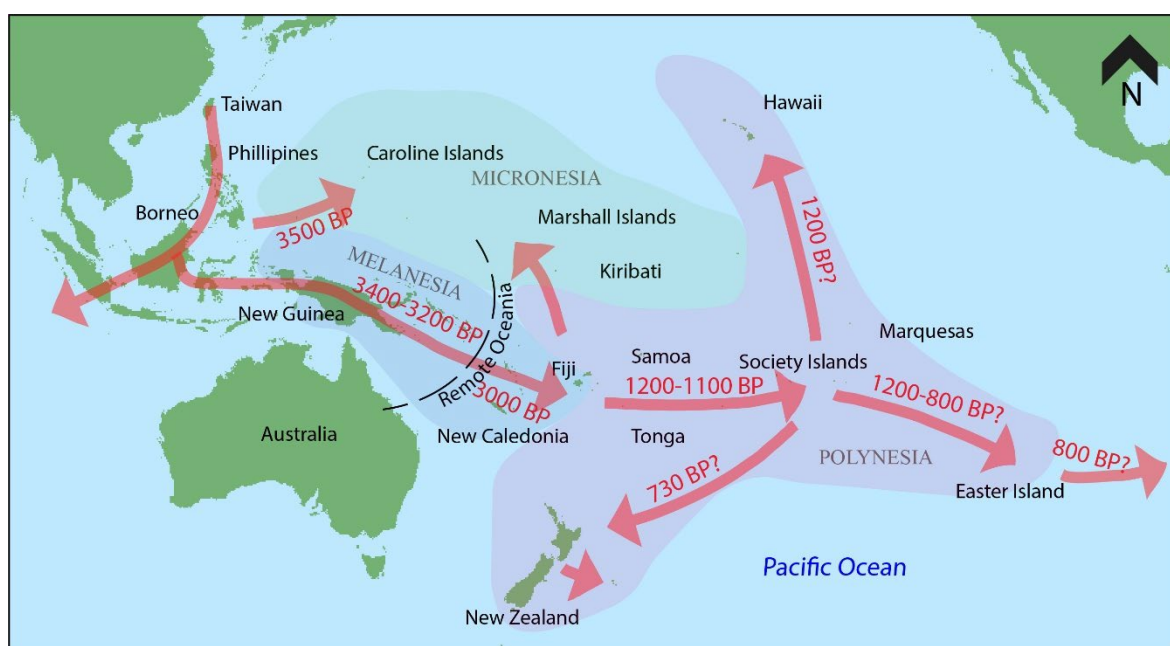 N
Hawaii
Taiwan
Phillipines
Caroline Islands
MICRONESIA
Borneo
3500 BP
Marshall Islands
1200 BP?
MELANESIA
Kiribati
New Guinea
3400-3200 BP
Remote Oceania
Marquesas
Fiji
Samoa
Society Islands
1200-1100 BP
1200-800 BP?
3000 BP
Australia
New Caledonia
Tonga
POLYNESIA
800 BP?
730 BP?
Easter Island
Pacific Ocean
New Zealand